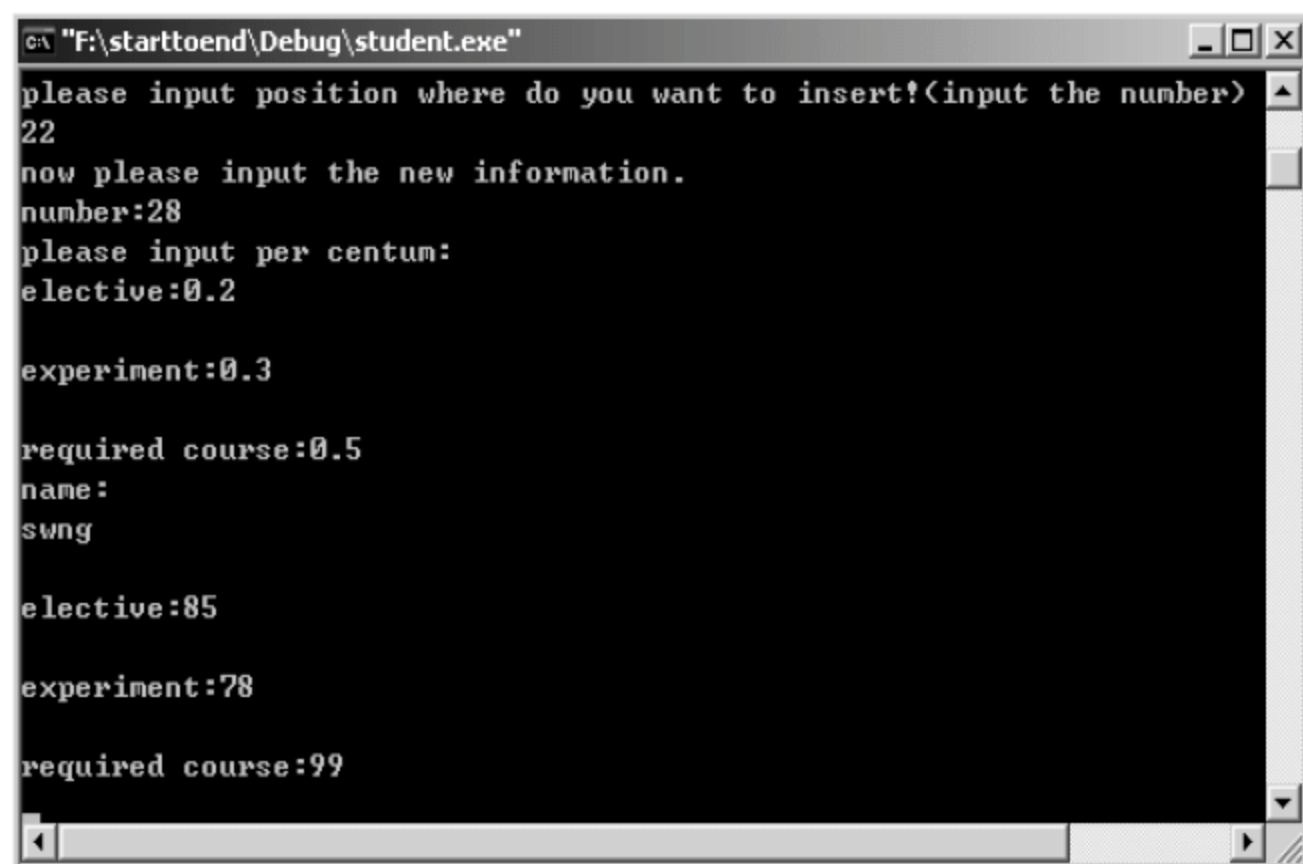 "F:\starttoend\Debug\student.exe"
please input position where do you want to insert!(input the number)
22
now please input the new information.
number:28
please input per centum:
elective:0.2
experiment:0.3
required course:0.5
name:
swng
elective:85
experiment:78
required course:99